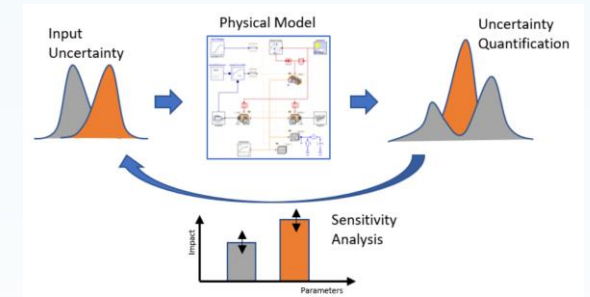 Input
Uncertainty
Physical Model
Uncertainty
Quantification
Sensitivity
Analysis
Impact
Parameters